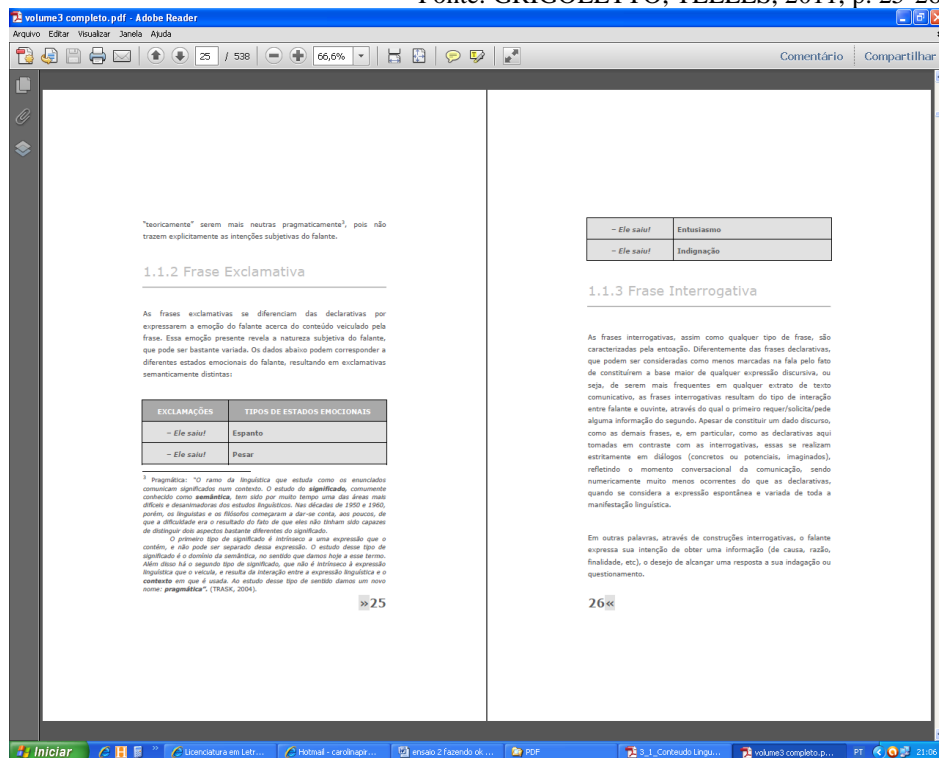 Fonte: GRIGOLETTO; TELLES, 2011, p. 25-26
volume3 completo.pdf - Adobe Reader
Arquivo Editar Visualizar Janela Ajuda
25 / 538 66,6% Comentário Compartilhar
"teoricamente" serem mais neutras pragmaticamente³, pois não
trazem explicitamente as intenções subjetivas do falante.
1.1.2 Frase Exclamativa
As frases exclamativas se diferenciam das declarativas por
expressarem a emoção do falante acerca do conteúdo veiculado pela
frase. Essa emoção presente revela a natureza subjetiva do falante,
que pode ser bastante variada. Os dados abaixo podem corresponder a
diferentes estados emocionais do falante, resultando em exclamativas
semanticamente distintas:
EXCLAMAÇÕES TIPOS DE ESTADOS EMOCIONAIS
– Ele saiu! Espanto
– Ele saiu! Pesar
³ Pragmática: "O ramo da linguística que estuda como os enunciados
comunicam significados num contexto. O estudo do significado, comumente
conhecido como semântica, tem sido por muito tempo uma das áreas mais
difíceis e desanimadoras dos estudos linguísticos. Nas décadas de 1950 e 1960,
porém, os linguistas e os filósofos começaram a dar-se conta, aos poucos, de
que a dificuldade era o resultado do fato de que eles não tinham sido capazes
de distinguir dois aspectos bastante diferentes do significado.
O primeiro tipo de significado é intrínseco a uma expressão que o
contém, e não pode ser separado dessa expressão. O estudo desse tipo de
significado é o domínio da semântica, no sentido que damos hoje a esse termo.
Além disso há o segundo tipo de significado, que não é intrínseco à expressão
linguística que o veicula, e resulta da interação entre a expressão linguística e o
contexto em que é usada. Ao estudo desse tipo de sentido damos um novo
nome: pragmática". (TRASK, 2004).
»25
– Ele saiu! Entusiasmo
– Ele saiu! Indignação
1.1.3 Frase Interrogativa
As frases interrogativas, assim como qualquer tipo de frase, são
caracterizadas pela entoação. Diferentemente das frases declarativas,
que podem ser consideradas como menos marcadas na fala pelo fato
de constituírem a base maior de qualquer expressão discursiva, ou
seja, de serem mais frequentes em qualquer extrato de texto
comunicativo, as frases interrogativas resultam do tipo de interação
entre falante e ouvinte, através do qual o primeiro requer/solicita/pede
alguma informação do segundo. Apesar de constituir um dado discurso,
como as demais frases, e, em particular, como as declarativas aqui
tomadas em contraste com as interrogativas, essas se realizam
estritamente em diálogos (concretos ou potenciais, imaginados),
refletindo o momento conversacional da comunicação, sendo
numericamente muito menos ocorrentes do que as declarativas,
quando se considera a expressão espontânea e variada de toda a
manifestação linguística.
Em outras palavras, através de construções interrogativas, o falante
expressa sua intenção de obter uma informação (de causa, razão,
finalidade, etc), o desejo de alcançar uma resposta a sua indagação ou
questionamento.
26«
Iniciar » Licenciatura em Letr... Hotmail - carolinapir... ensaio 2 fazendo ok ... PDF 3_1_Conteudo Lingu... volume3 completo.p... PT 21:06